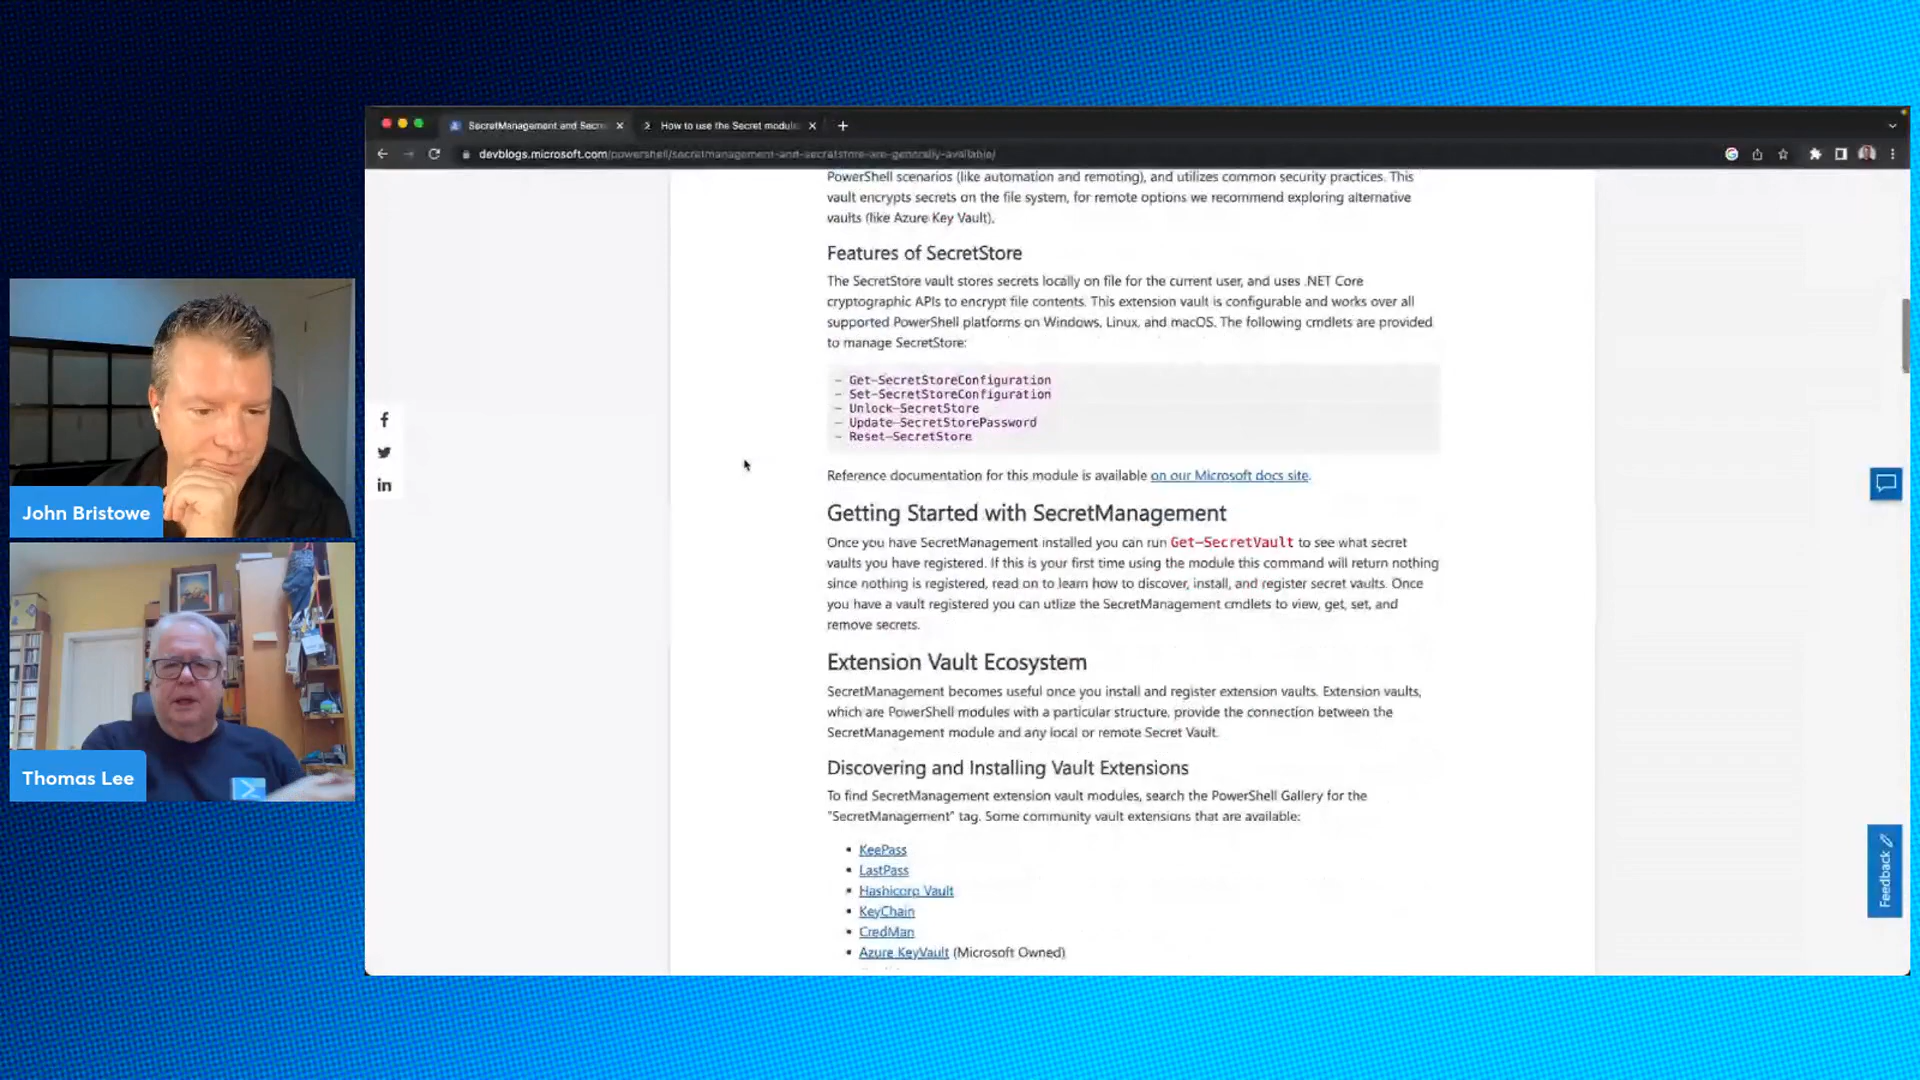 SecretManagement and Secre
How to use the Secret module
devblogs.microsoft.com/powershell/secretmanagement-and-secretstore-are-generally-available/
PowerShell scenarios (like automation and remoting), and utilizes common security practices. This
vault encrypts secrets on the file system, for remote options we recommend exploring alternative
vaults (like Azure Key Vault).
Features of SecretStore
The SecretStore vault stores secrets locally on file for the current user, and uses .NET Core
cryptographic APIs to encrypt file contents. This extension vault is configurable and works over all
supported PowerShell platforms on Windows, Linux, and macOS. The following cmdlets are provided
to manage SecretStore:
- Get-SecretStoreConfiguration
- Set-SecretStoreConfiguration
- Unlock-SecretStore
- Update-SecretStorePassword
- Reset-SecretStore
Reference documentation for this module is available on our Microsoft docs site.
Getting Started with SecretManagement
Once you have SecretManagement installed you can run Get-SecretVault to see what secret
vaults you have registered. If this is your first time using the module this command will return nothing
since nothing is registered, read on to learn how to discover, install, and register secret vaults. Once
you have a vault registered you can utlize the SecretManagement cmdlets to view, get, set, and
remove secrets.
Extension Vault Ecosystem
SecretManagement becomes useful once you install and register extension vaults. Extension vaults,
which are PowerShell modules with a particular structure, provide the connection between the
SecretManagement module and any local or remote Secret Vault.
Discovering and Installing Vault Extensions
To find SecretManagement extension vault modules, search the PowerShell Gallery for the
"SecretManagement" tag. Some community vault extensions that are available:
• KeePass
• LastPass
• Hashicorp Vault
• KeyChain
• CredMan
• Azure KeyVault (Microsoft Owned)
Feedback
John Bristowe
Thomas Lee